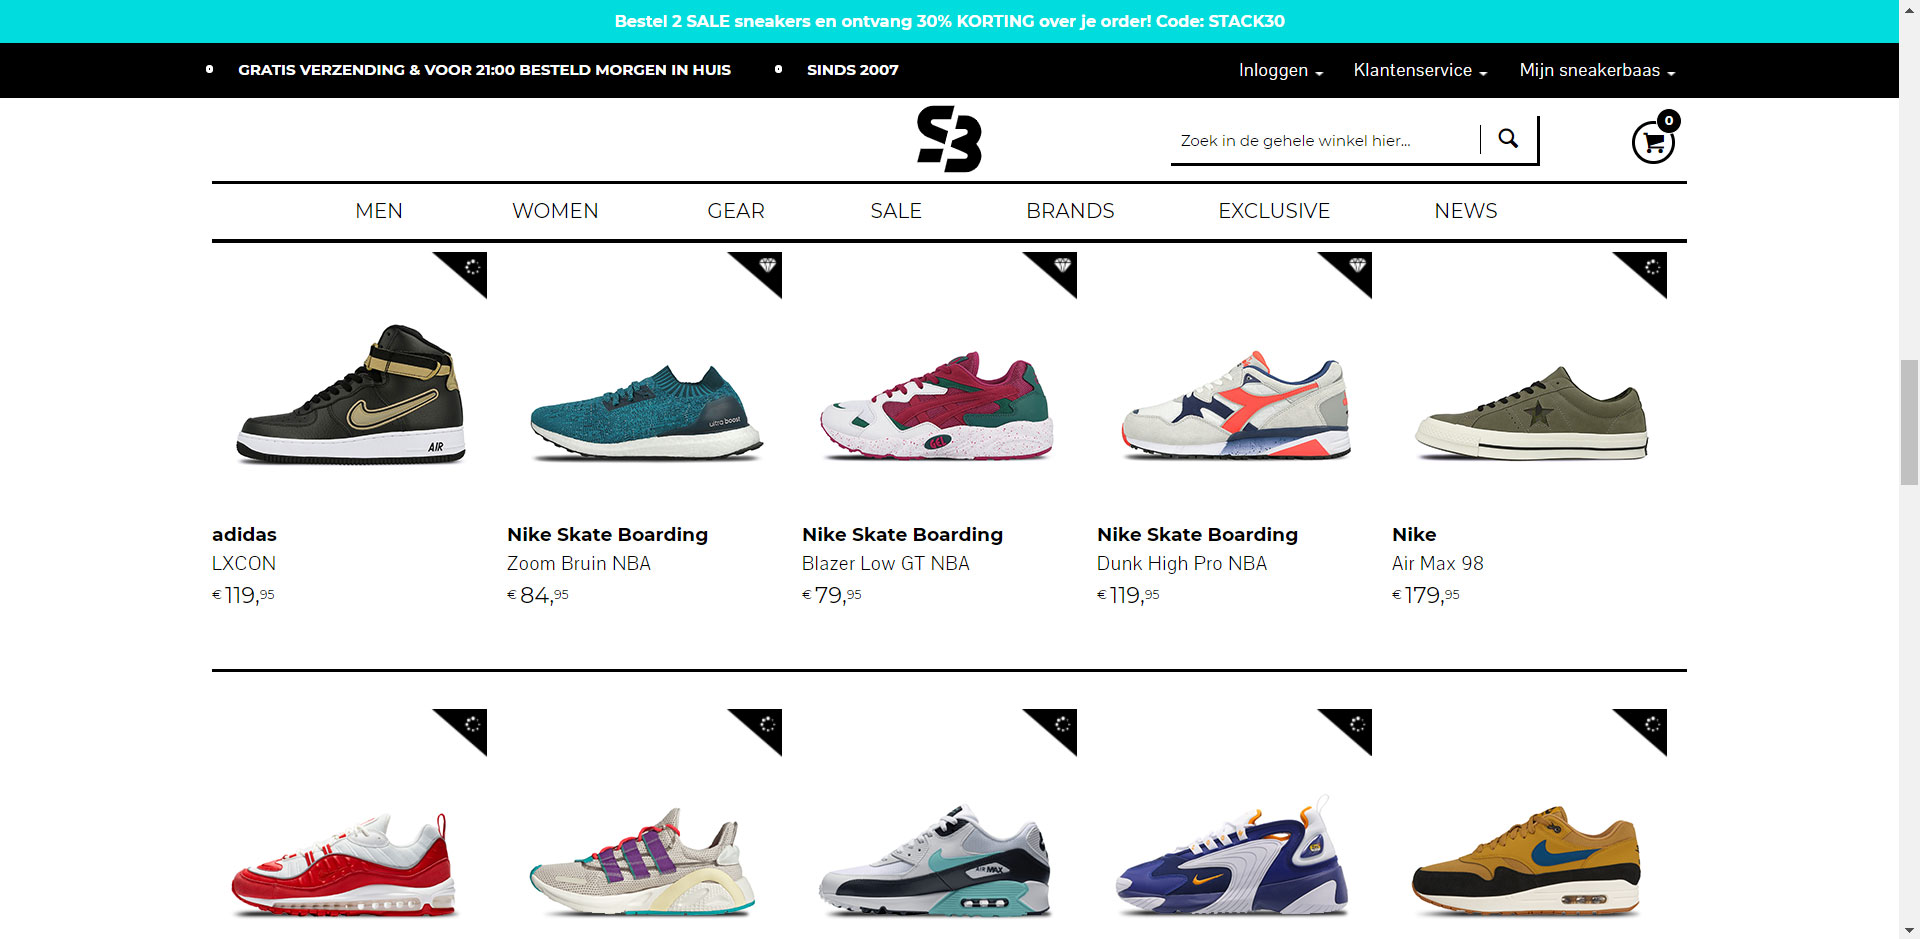 Bestel 2 SALE sneakers en ontvang 30% KORTING over je order! Code: STACK30
GRATIS VERZENDING & VOOR 21:00 BESTELD MORGEN IN HUIS
SINDS 2007
Inloggen
Klantenservice
Mijn sneakerbaas
SB
Zoek in de gehele winkel hier...
0
MEN
WOMEN
GEAR
SALE
BRANDS
EXCLUSIVE
NEWS
AIR
ultra boost
GEL
adidas
LXCON
€ 119,95
Nike Skate Boarding
Zoom Bruin NBA
€ 84,95
Nike Skate Boarding
Blazer Low GT NBA
€ 79,95
Nike Skate Boarding
Dunk High Pro NBA
€ 119,95
Nike
Air Max 98
€ 179,95
AIR MAX